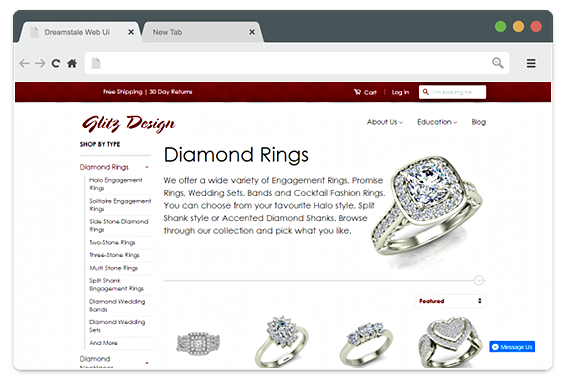 Dreamstale Web UI
New Tab
Free Shipping | 30 Day Returns
Cart | Log In
I'm looking for...
Glitz Design
About Us
Education
Blog
SHOP BY TYPE
Diamond Rings
Halo Engagement
Rings
Solitaire Engagement
Rings
Side Stone Diamond
Rings
Two-Stone Rings
Three-Stone Rings
Multi Stone Rings
Split Shank
Engagement Rings
Diamond Wedding
Bands
Diamond Wedding
Sets
And More
Diamond
Necklaces
Diamond Rings
We offer a wide variety of Engagement Rings, Promise
Rings, Wedding Sets, Bands and Cocktail Fashion Rings.
You can choose from your favourite Halo style, Split
Shank style or Accented Diamond Shanks. Browse
through our collection and pick what you like.
Featured
Message Us